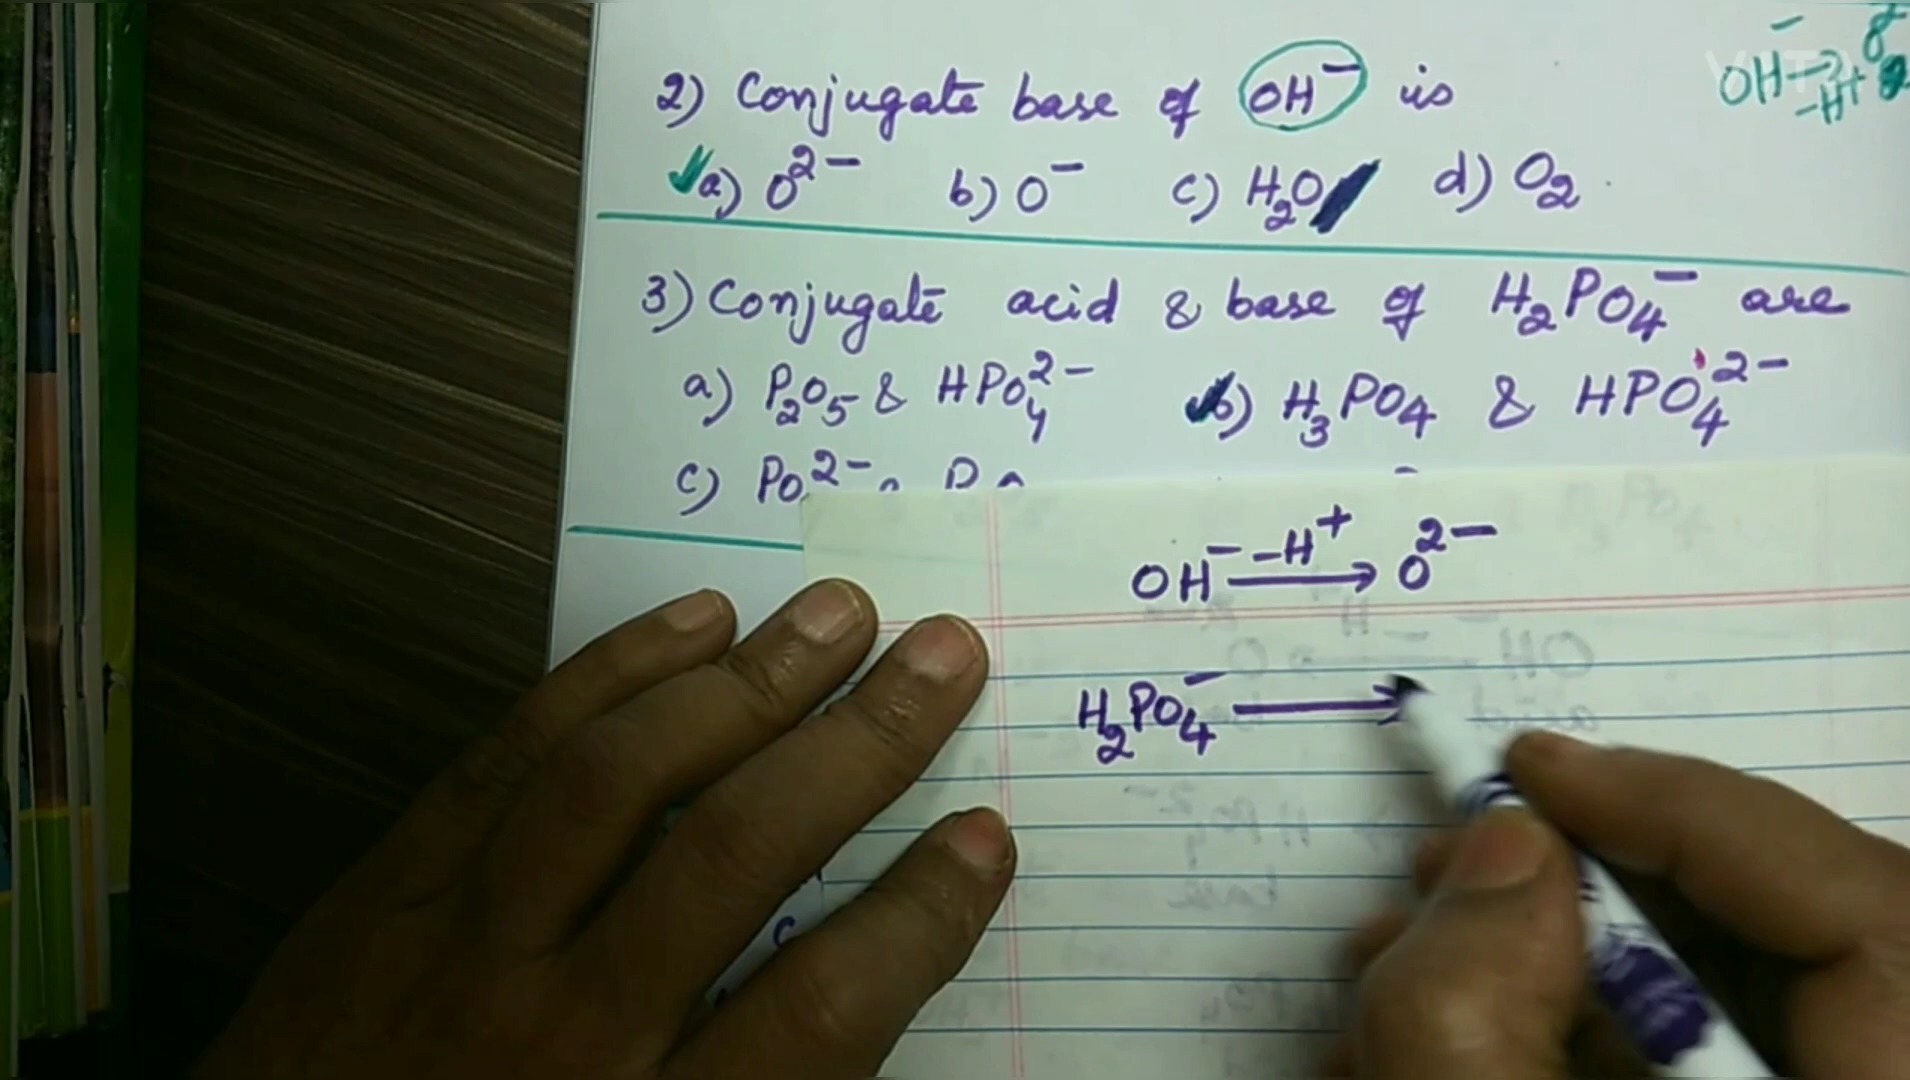 2) Conjugate base of OH⁻ is
OH⁻ → -H⁺
a) O²⁻ b) O⁻ c) H₂O d) O₂
3) Conjugate acid & base of H₂PO₄⁻ are
a) P₂O₅ & HPO₄²⁻ b) H₃PO₄ & HPO₄²⁻
c) PO²⁻
OH⁻ -H⁺ → O²⁻
H₂PO₄⁻ →